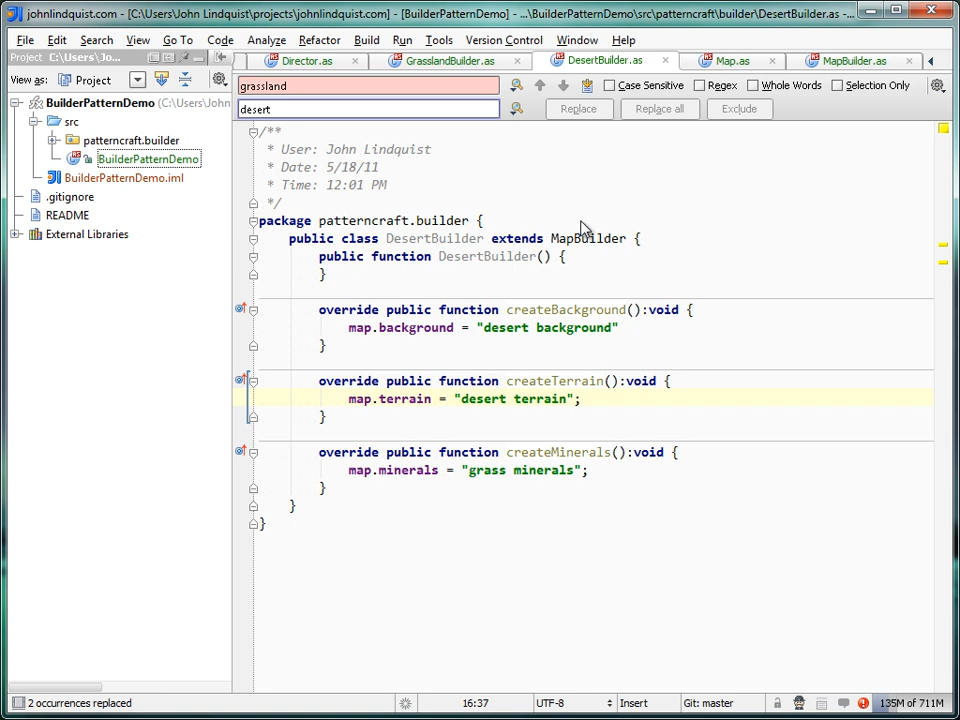 johnlindquist.com - [C:\Users\John Lindquist\projects\johnlindquist.com] - [BuilderPatternDemo] - ...\BuilderPatternDemo\src\patterncraft\builder\DesertBuilder.as - ...
File Edit Search View Go To Code Analyze Refactor Build Run Tools Version Control Window Help
Project C:\Users\Jo...
Director.as GrasslandBuilder.as DesertBuilder.as Map.as MapBuilder.as
View as: Project
grassland
Case Sensitive Regex Whole Words Selection Only
desert
Replace Replace all Exclude
BuilderPatternDemo (C:\Users\John
src
patterncraft.builder
BuilderPatternDemo
BuilderPatternDemo.iml
.gitignore
README
External Libraries
/**
* User: John Lindquist
* Date: 5/18/11
* Time: 12:01 PM
*/
package patterncraft.builder {
public class DesertBuilder extends MapBuilder {
public function DesertBuilder() {
}
override public function createBackground():void {
map.background = "desert background"
}
override public function createTerrain():void {
map.terrain = "desert terrain";
}
override public function createMinerals():void {
map.minerals = "grass minerals";
}
}
}
2 occurrences replaced 16:37 UTF-8 Insert Git: master 135M of 711M